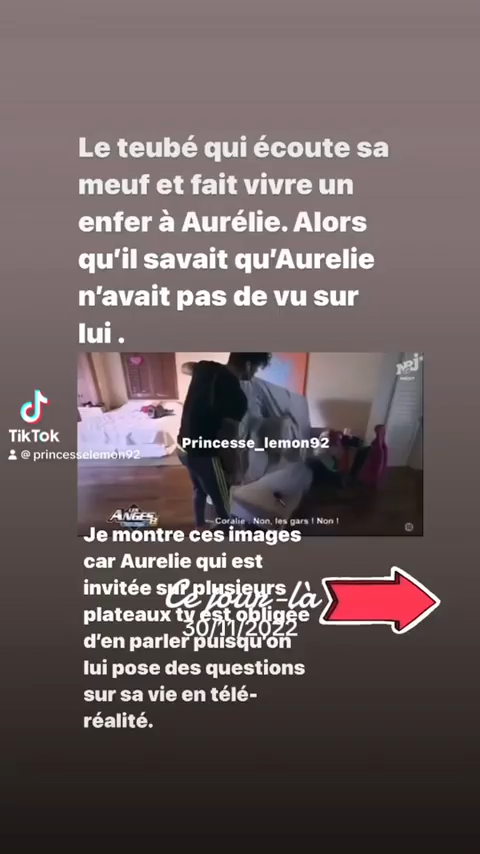 Le teubé qui écoute sa
meuf et fait vivre un
enfer à Aurélie. Alors
qu’il savait qu’Aurelie
n’avait pas de vu sur
lui .
NRJ
TikTok
@princesselemon92
Princesse_lemon92
LES
ANGES 8
Coralie : Non, les gars ! Non !
Je montre ces images
car Aurelie qui est
invitée sur plusieurs
plateaux tv est obligée
d’en parler puisqu’on
lui pose des questions
sur sa vie en télé-
réalité.
Ce jour-là
30/11/2022